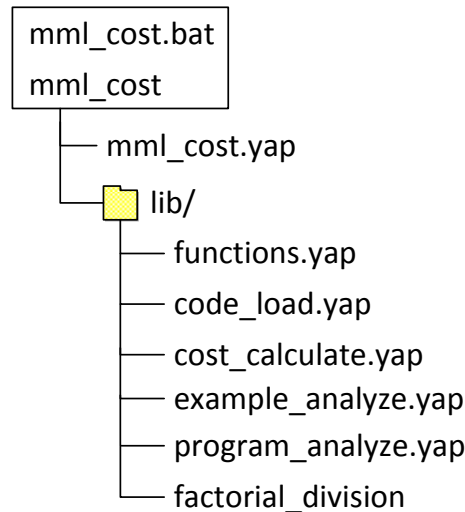 mml_cost.bat
mml_cost
mml_cost.yap
lib/
functions.yap
code_load.yap
cost_calculate.yap
example_analyze.yap
program_analyze.yap
factorial_division